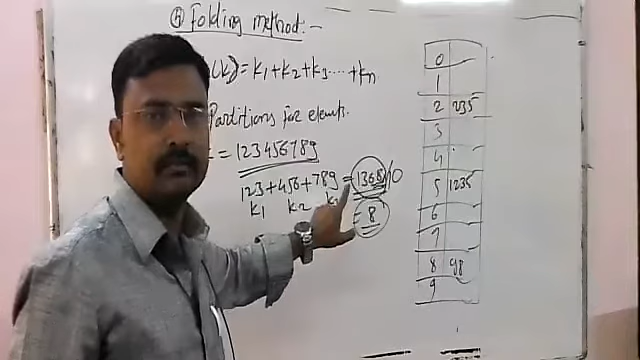 ④ Folding method:-
(k) = k1 + k2 + k3 ..... + kn
Partitions for elements.
= 123456789
123 + 456 + 789 = 1368
k1 k2 k
= 8
0
1
2 235
3
4
5 1235
6
7
8 98
9